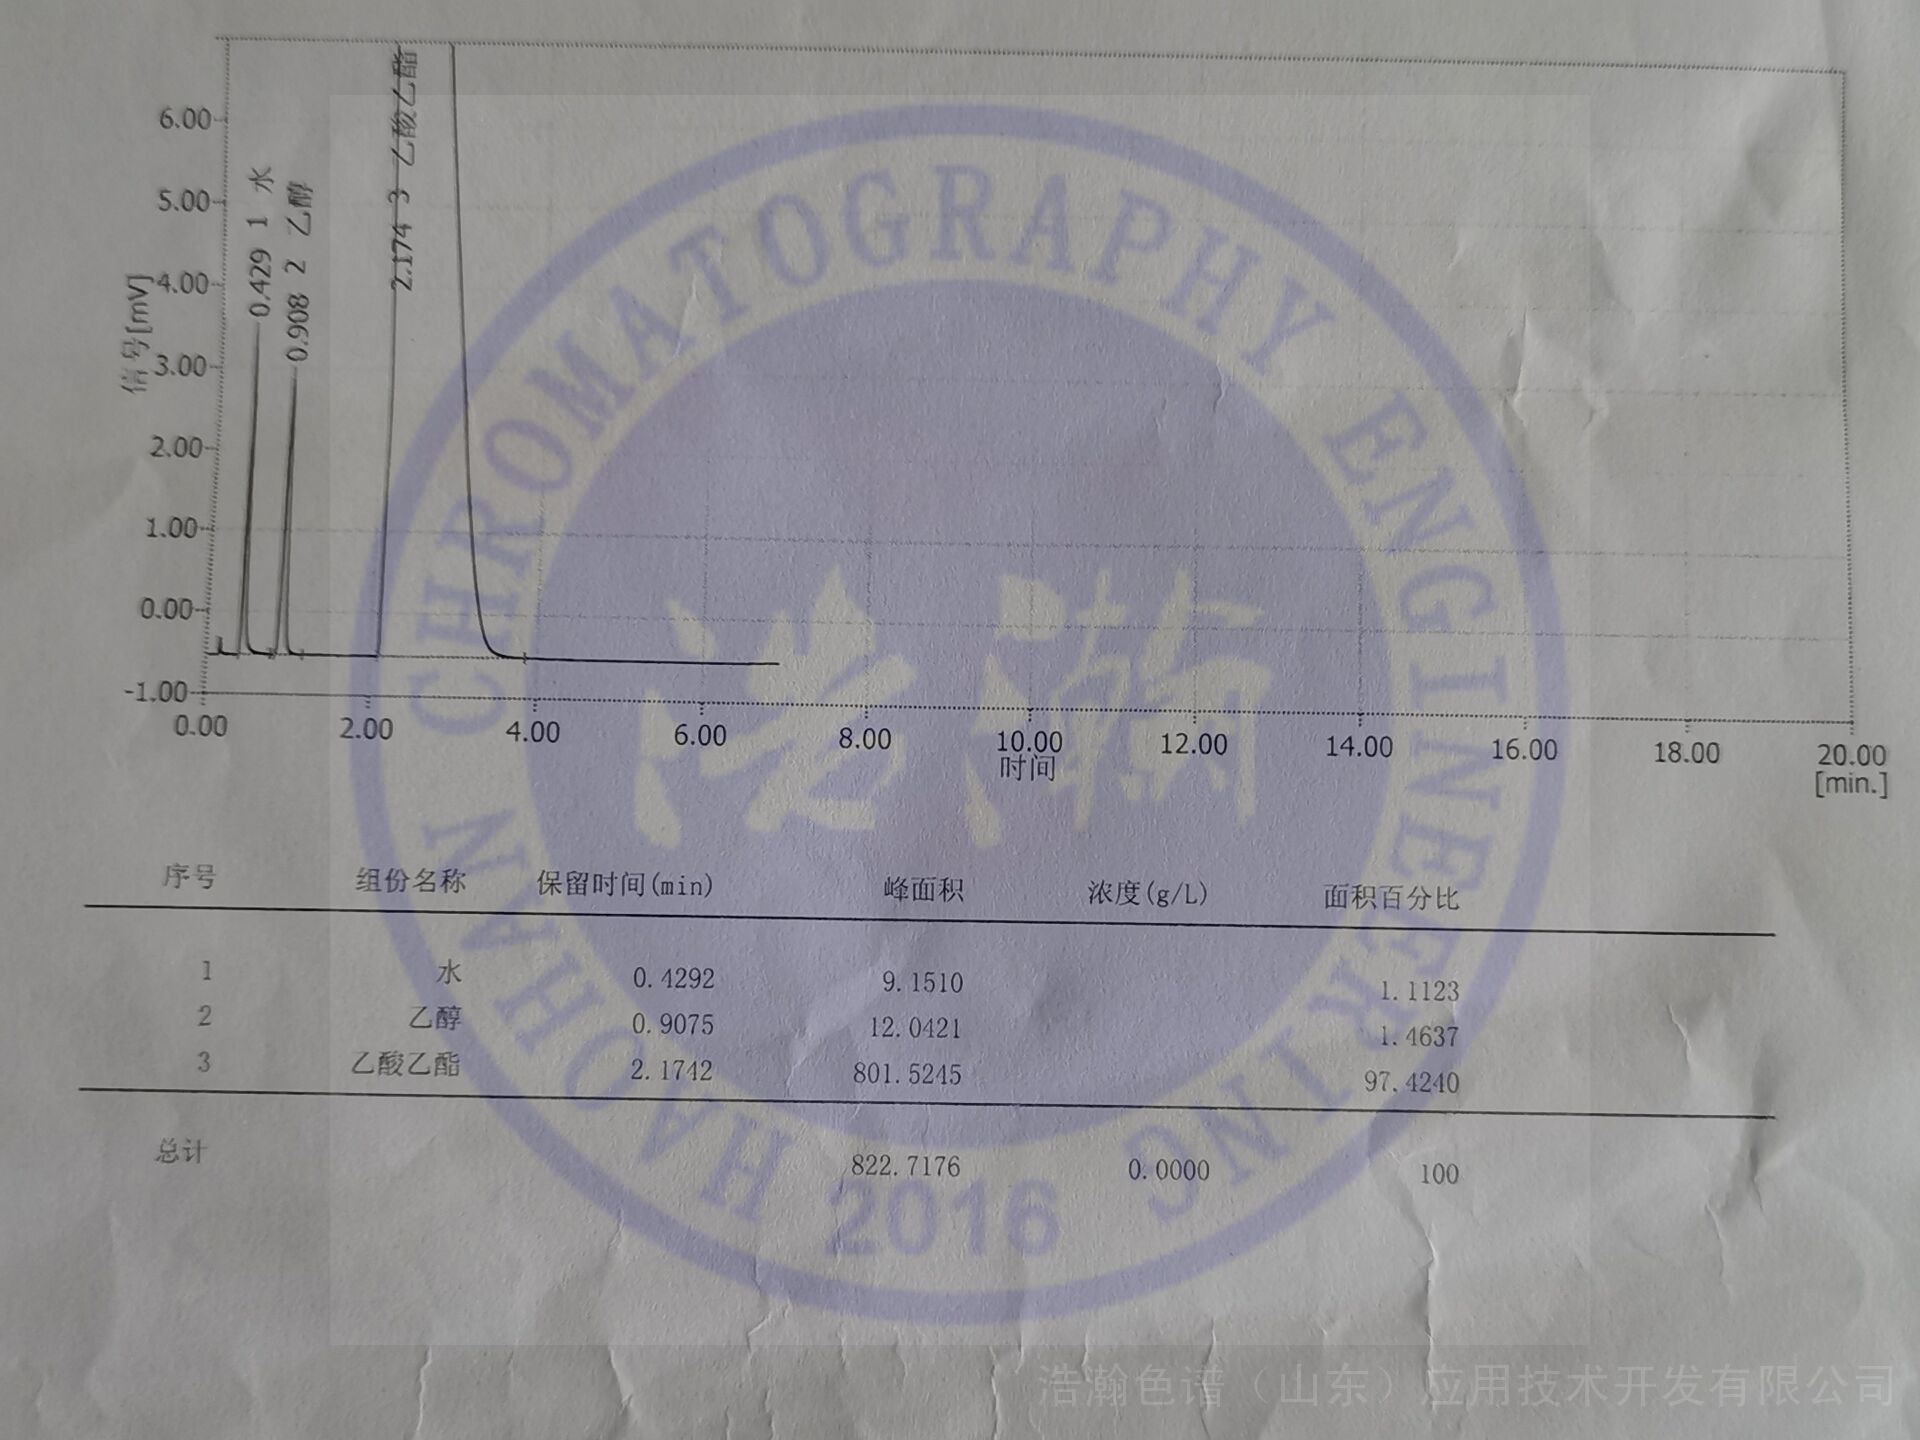 6.00
5.00
4.00
3.00
2.00
1.00
0.00
-1.00
信号[mV]
0.429 1 水
0.908 2 乙醇
2.174 3 乙酸乙酯
0.00 2.00 4.00 6.00 8.00 10.00 12.00 14.00 16.00 18.00 20.00
时间
[min.]
序号 组份名称 保留时间(min) 峰面积 浓度(g/L) 面积百分比
1 水 0.4292 9.1510 1.1123
2 乙醇 0.9075 12.0421 1.4637
3 乙酸乙酯 2.1742 801.5245 97.4240
总计 822.7176 0.0000 100
HAOHAN CHROMATOGRAPHY ENGINEERING
浩瀚
2016
浩瀚色谱（山东）应用技术开发有限公司